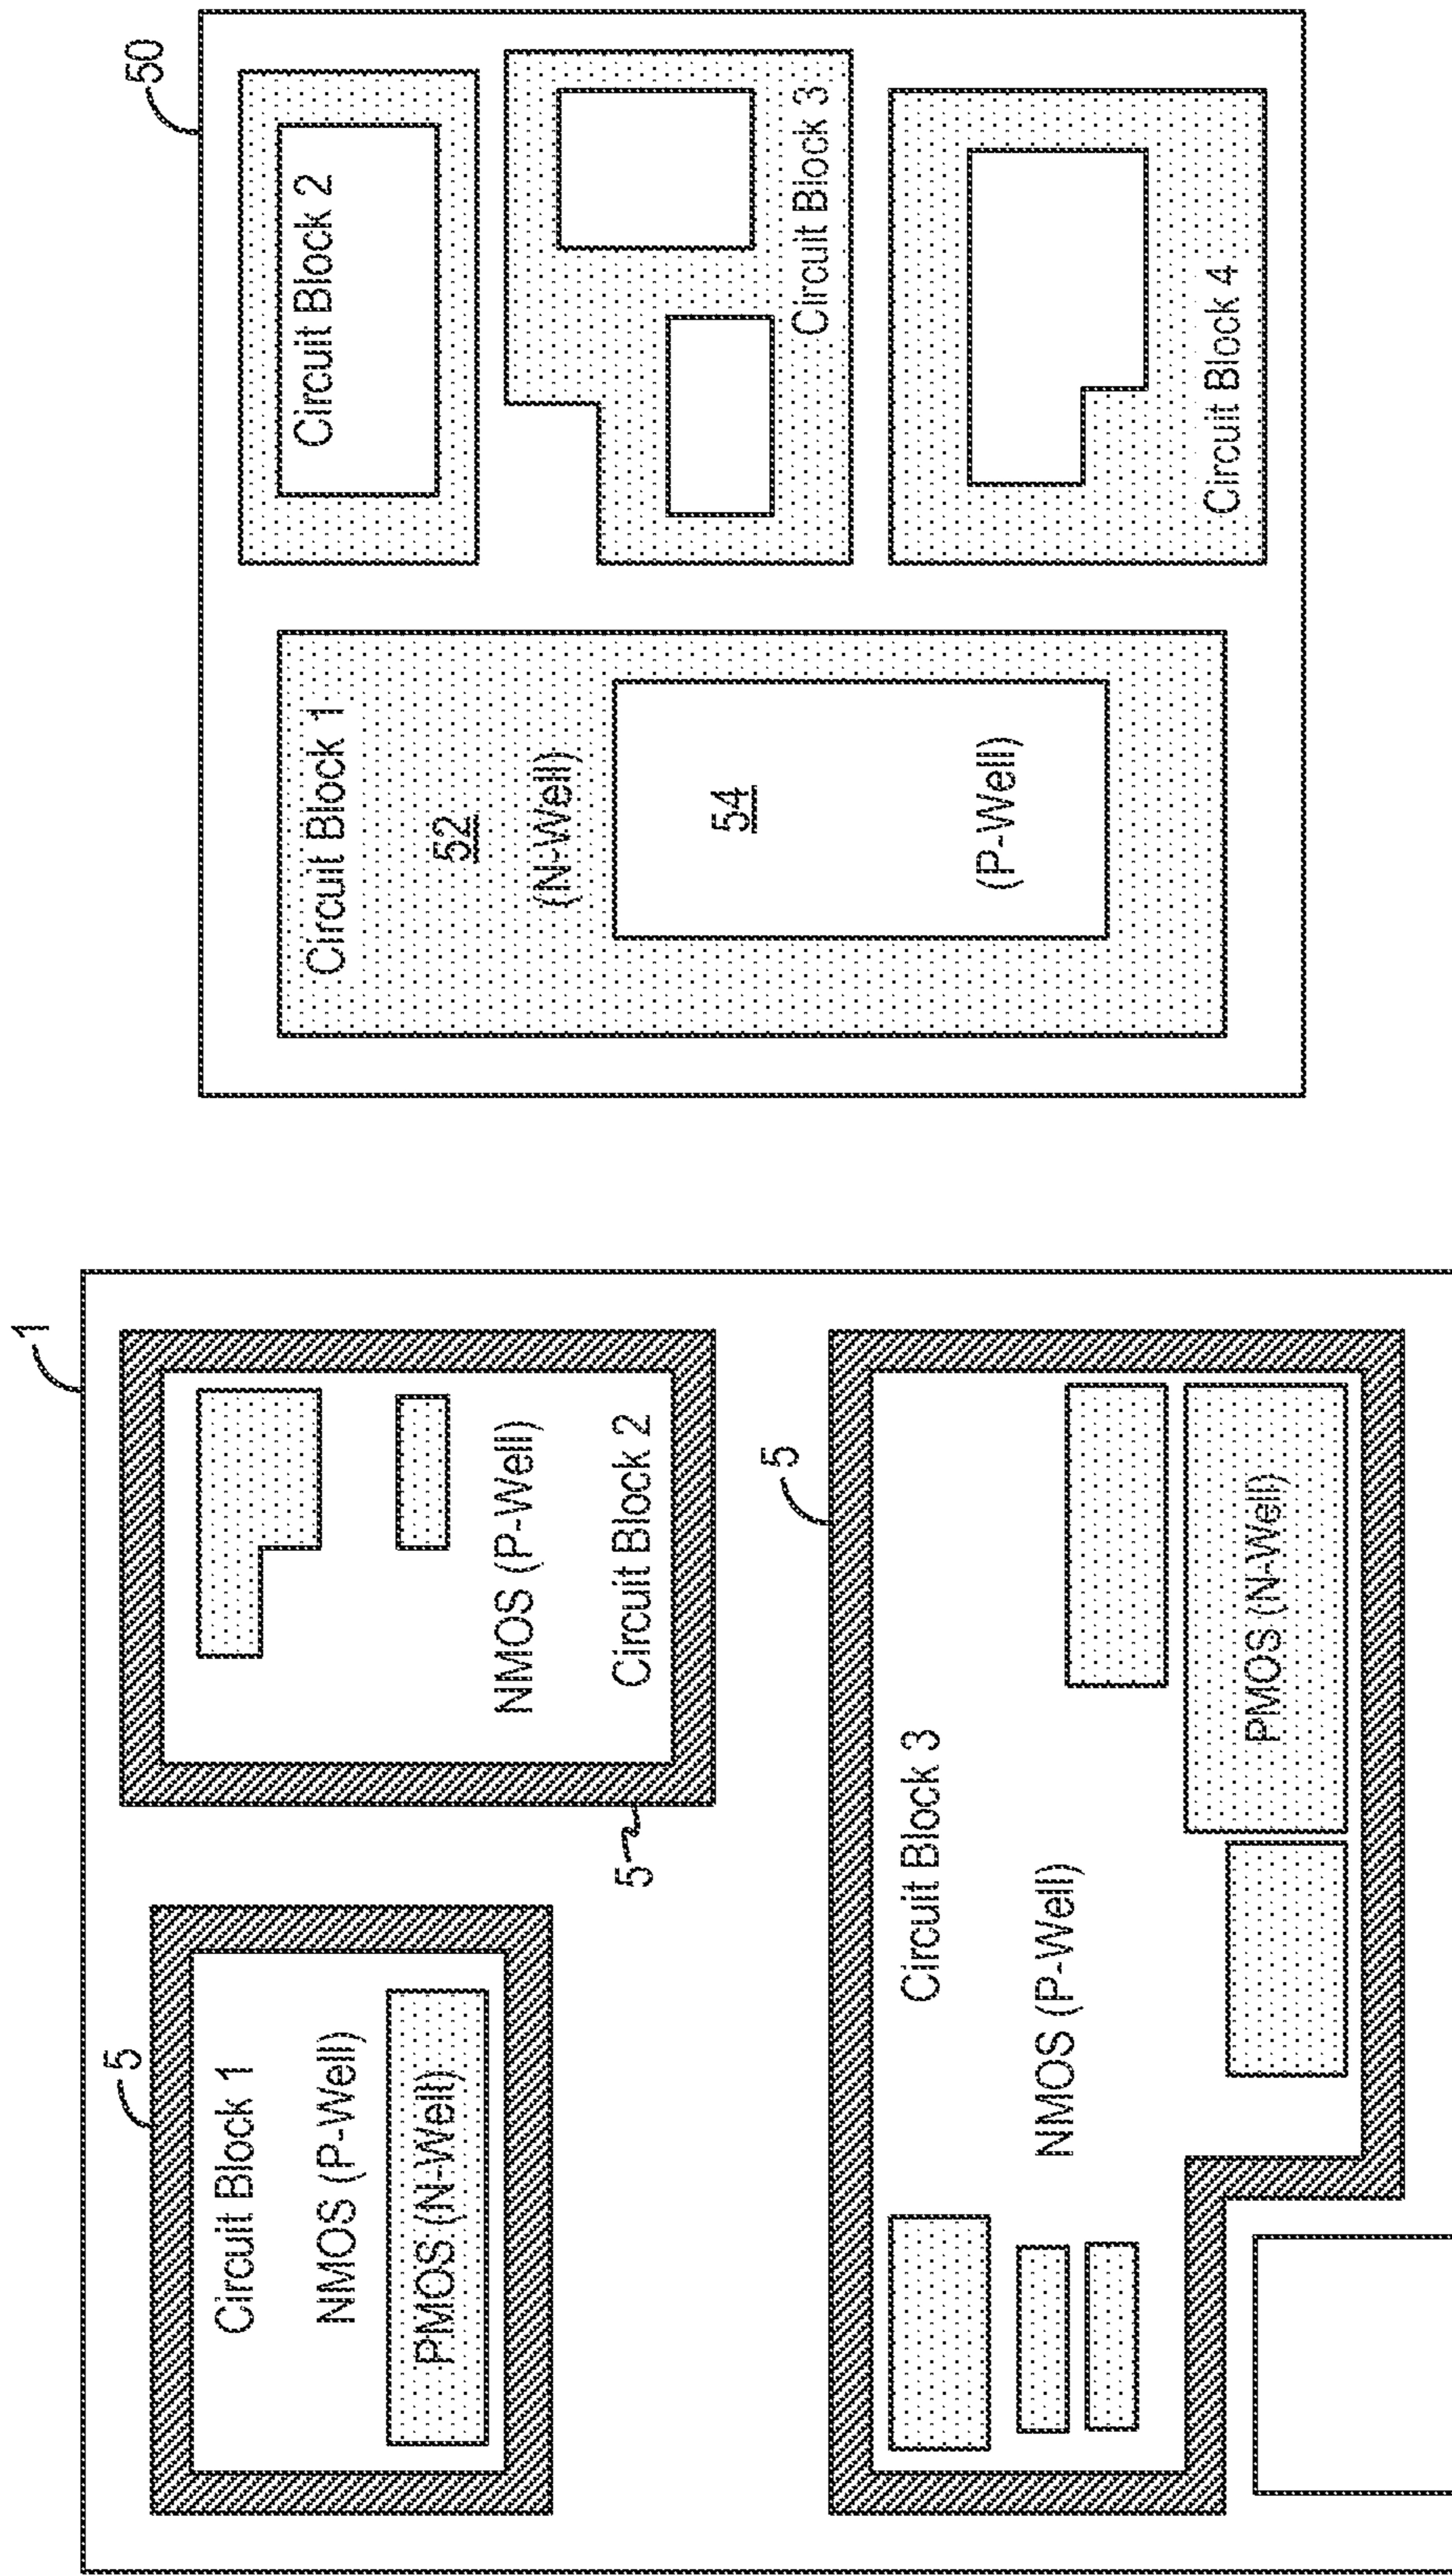 1
5
Circuit Block 1
NMOS (P-Well)
PMOS (N-Well)
NMOS (P-Well)
Circuit Block 2
5
5
Circuit Block 3
NMOS (P-Well)
PMOS (N-Well)
50
Circuit Block 1
52
(N-Well)
54
(P-Well)
Circuit Block 2
Circuit Block 3
Circuit Block 4